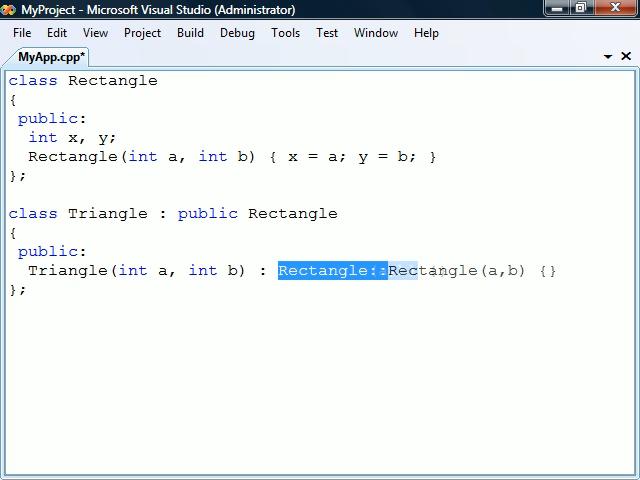 MyProject - Microsoft Visual Studio (Administrator)
File Edit View Project Build Debug Tools Test Window Help
MyApp.cpp*
class Rectangle
{
public:
int x, y;
Rectangle(int a, int b) { x = a; y = b; }
};
class Triangle : public Rectangle
{
public:
Triangle(int a, int b) : Rectangle::Rectangle(a,b) {}
};